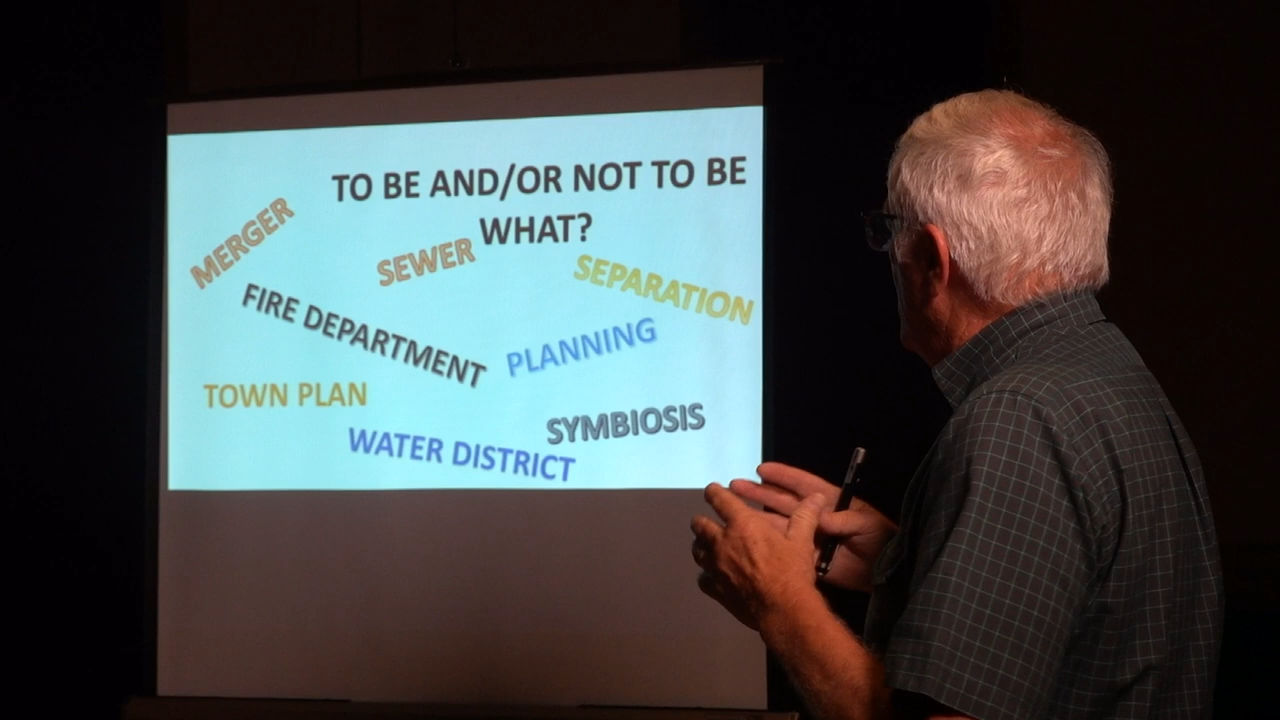 TO BE AND/OR NOT TO BE
WHAT?
MERGER
SEWER
SEPARATION
FIRE DEPARTMENT
PLANNING
TOWN PLAN
SYMBIOSIS
WATER DISTRICT